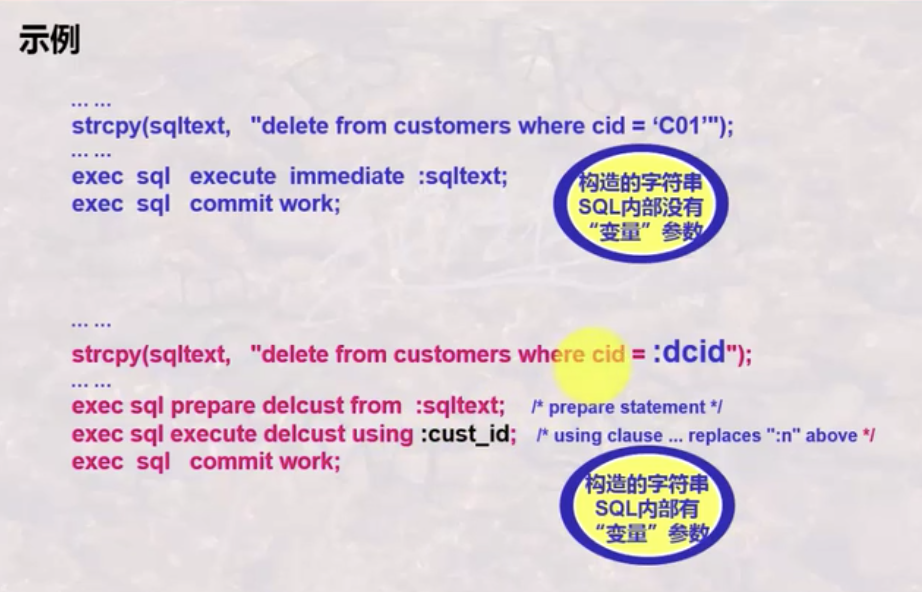 示例
... ...
strcpy(sqltext, "delete from customers where cid = ‘C01’");
... ...
exec sql execute immediate :sqltext;
exec sql commit work;
构造的字符串
SQL内部没有
“变量”参数
... ...
strcpy(sqltext, "delete from customers where cid = :dcid");
... ...
exec sql prepare delcust from :sqltext; /* prepare statement */
exec sql execute delcust using :cust_id; /* using clause ... replaces ":n" above */
exec sql commit work;
构造的字符串
SQL内部有
“变量”参数